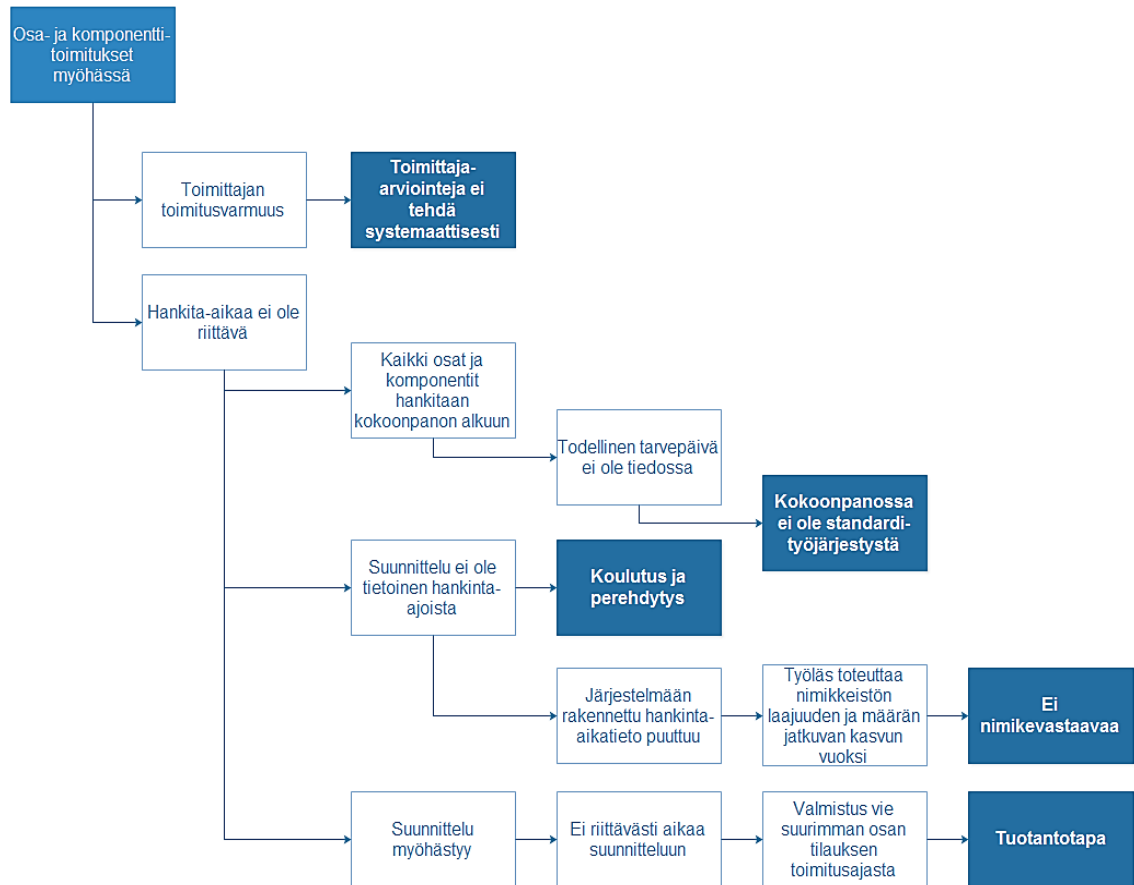 Osa- ja komponentti-
toimitukset
myöhässä
Toimittajan
toimitusvarmuus
Toimittaja-
arviointeja ei
tehdä
systemaattisesti
Hankita-aikaa ei ole
riittävä
Kaikki osat ja
komponentit
hankitaan
kokoonpanon alkuun
Todellinen tarvepäivä
ei ole tiedossa
Kokoonpanossa
ei ole standardi-
työjärjestystä
Suunnittelu ei ole
tietoinen hankinta-
ajoista
Koulutus ja
perehdytys
Järjestelmään
rakennettu hankinta-
aikatieto puuttuu
Työläs toteuttaa
nimikkeistön
laajuuden ja määrän
jatkuvan kasvun
vuoksi
Ei
nimikevastaavaa
Suunnittelu
myöhästyy
Ei riittävästi aikaa
suunnitteluun
Valmistus vie
suurimman osan
tilauksen
toimitusajasta
Tuotantotapa